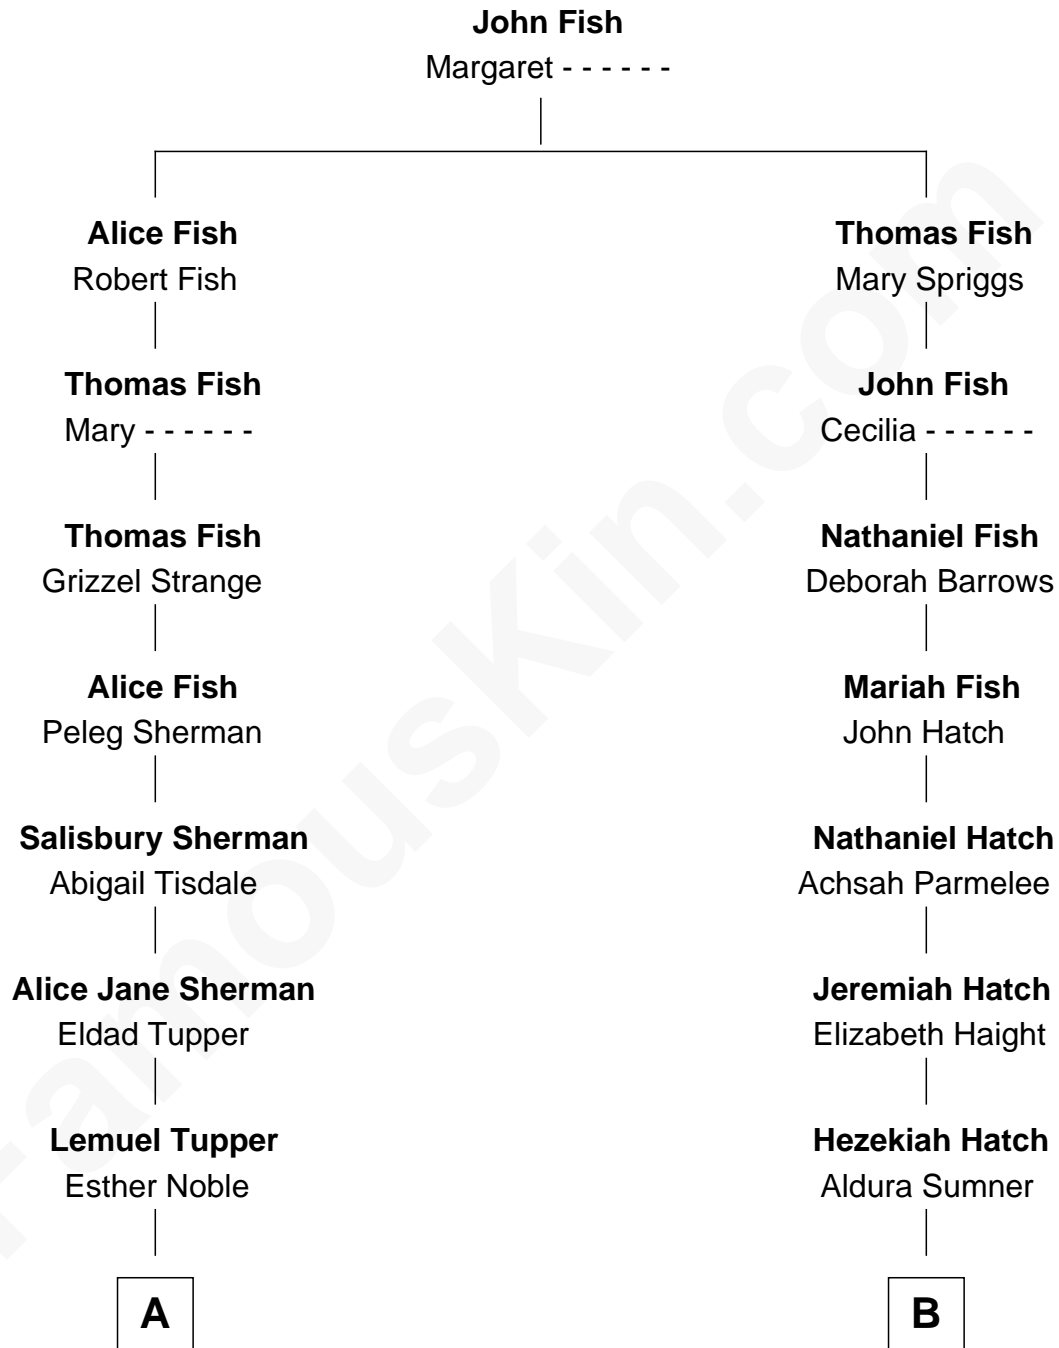 John Fish
Margaret - - - - - -
Alice Fish
Robert Fish
Thomas Fish
Mary Spriggs
Thomas Fish
Mary - - - - - -
John Fish
Cecilia - - - - - -
Thomas Fish
Grizzel Strange
Nathaniel Fish
Deborah Barrows
Alice Fish
Peleg Sherman
Mariah Fish
John Hatch
Salisbury Sherman
Abigail Tisdale
Nathaniel Hatch
Achsah Parmelee
Alice Jane Sherman
Eldad Tupper
Jeremiah Hatch
Elizabeth Haight
Lemuel Tupper
Esther Noble
Hezekiah Hatch
Aldura Sumner
A
B
FamousKin.com